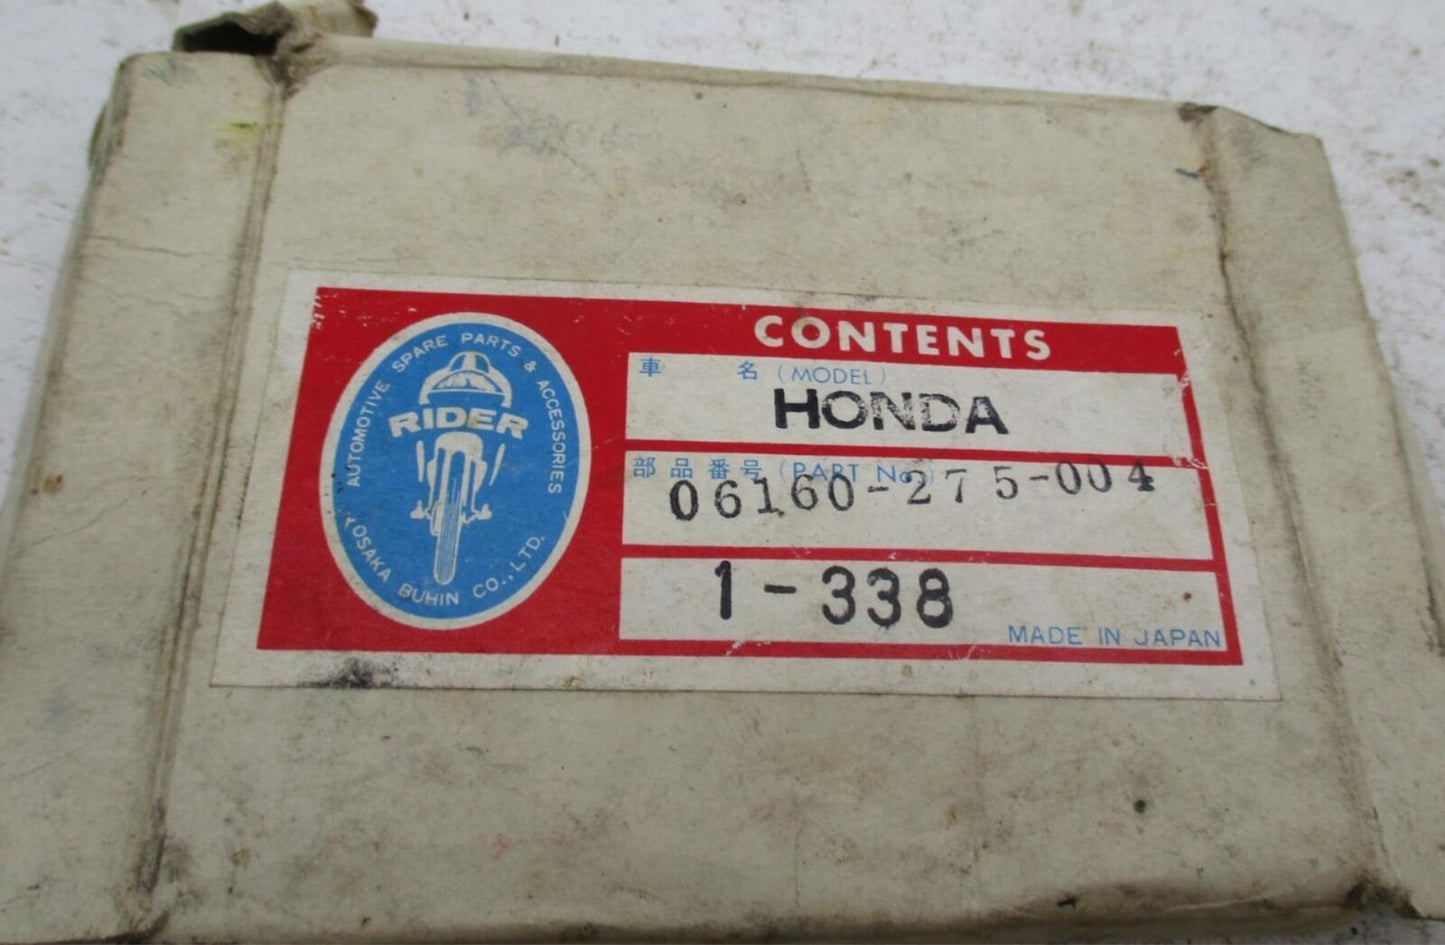 AUTOMOTIVE SPARE PARTS & ACCESSORIES
RIDER
YOSAKA BUHIN CO., LTD.
CONTENTS
車 名 (MODEL)
HONDA
部品番号 (PART No.)
06160-275-004
1-338
MADE IN JAPAN